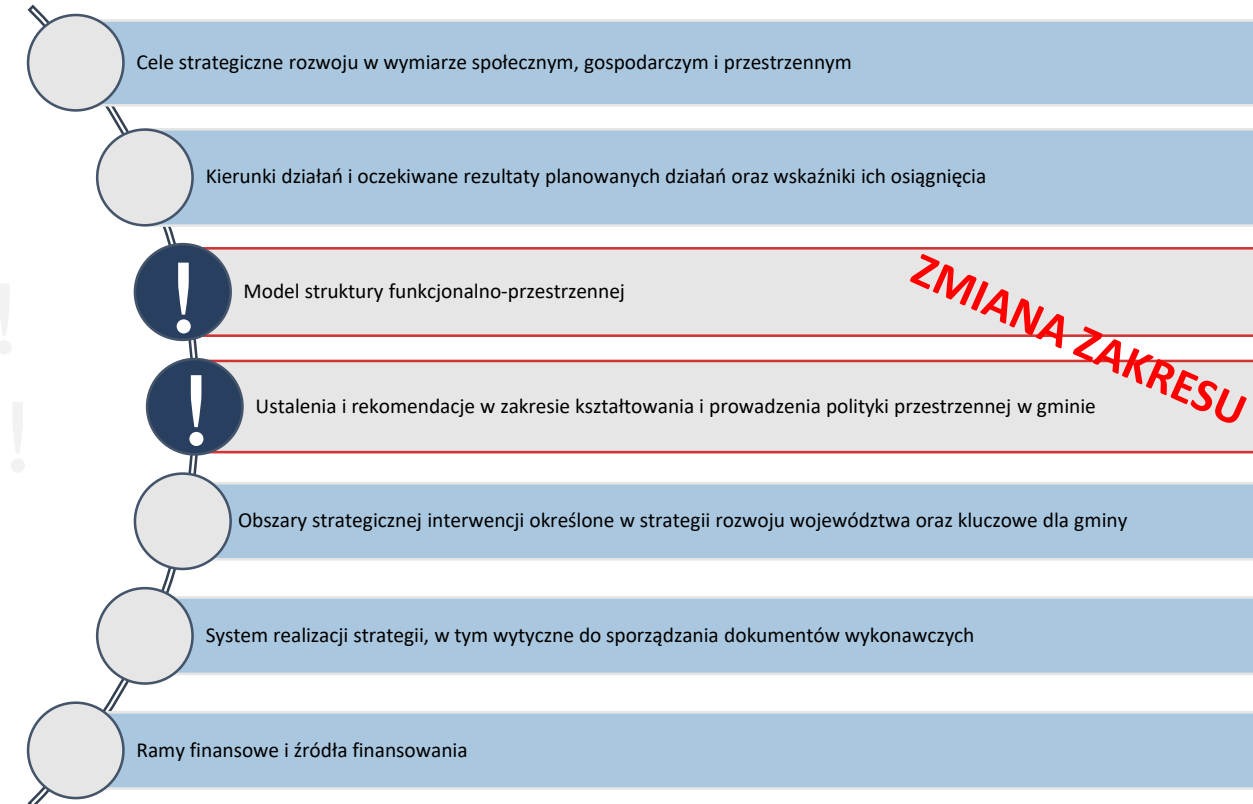 Cele strategiczne rozwoju w wymiarze społecznym, gospodarczym i przestrzennym
Kierunki działań i oczekiwane rezultaty planowanych działań oraz wskaźniki ich osiągnięcia
!
Model struktury funkcjonalno-przestrzennej
ZMIANA ZAKRESU
!
Ustalenia i rekomendacje w zakresie kształtowania i prowadzenia polityki przestrzennej w gminie
!
!
Obszary strategicznej interwencji określone w strategii rozwoju województwa oraz kluczowe dla gminy
System realizacji strategii, w tym wytyczne do sporządzania dokumentów wykonawczych
Ramy finansowe i źródła finansowania